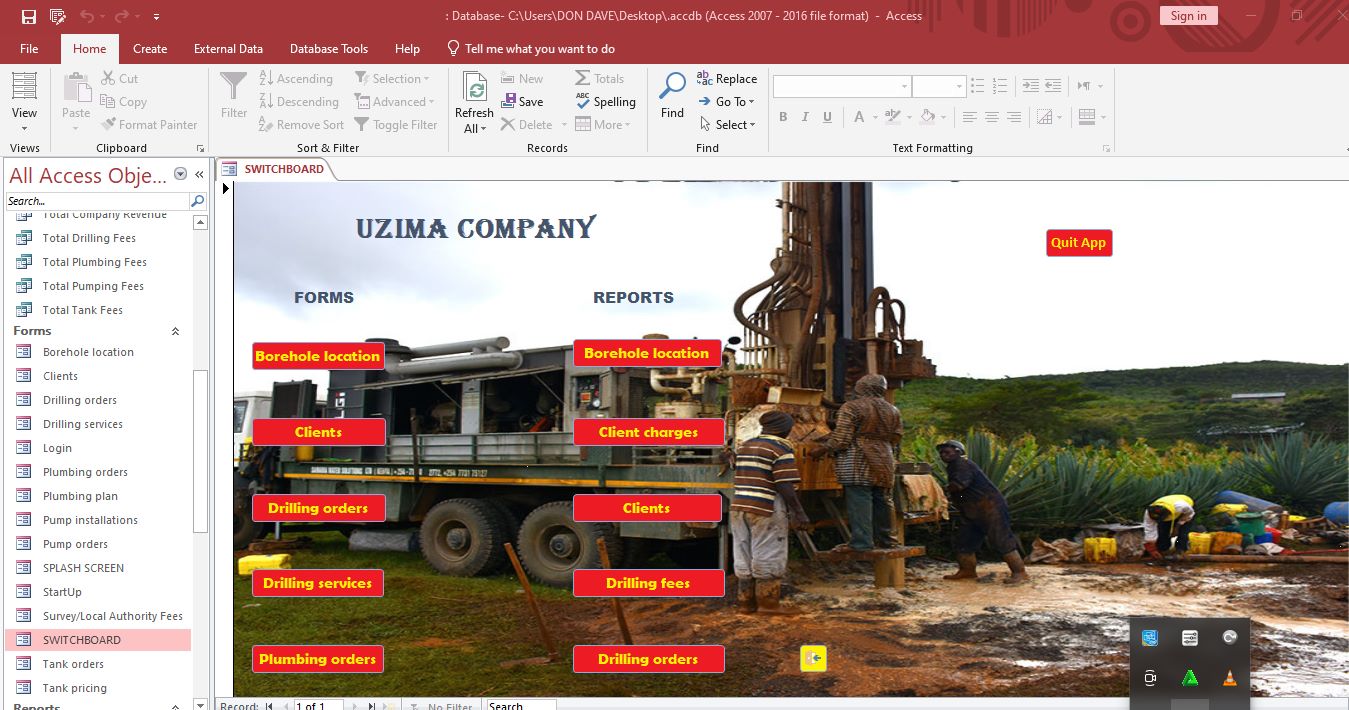 : Database- C:\Users\DON DAVE\Desktop\.accdb (Access 2007 - 2016 file format) - Access
Sign in
File Home Create External Data Database Tools Help Tell me what you want to do
View
Views
Paste
Cut
Copy
Format Painter
Clipboard
Filter
Ascending
Descending
Remove Sort
Selection
Advanced
Toggle Filter
Sort & Filter
Refresh
All
New
Save
Delete
Totals
Spelling
More
Records
Find
Replace
Go To
Select
Find
B I U A
Text Formatting
All Access Obje...
Search...
Total Company Revenue
Total Drilling Fees
Total Plumbing Fees
Total Pumping Fees
Total Tank Fees
Forms
Borehole location
Clients
Drilling orders
Drilling services
Login
Plumbing orders
Plumbing plan
Pump installations
Pump orders
SPLASH SCREEN
StartUp
Survey/Local Authority Fees
SWITCHBOARD
Tank orders
Tank pricing
Reports
SWITCHBOARD
UZIMA COMPANY
Quit App
FORMS
REPORTS
Borehole location
Borehole location
Clients
Client charges
Drilling orders
Clients
Drilling services
Drilling fees
Plumbing orders
Drilling orders
Record: 1 of 1 No Filter Search